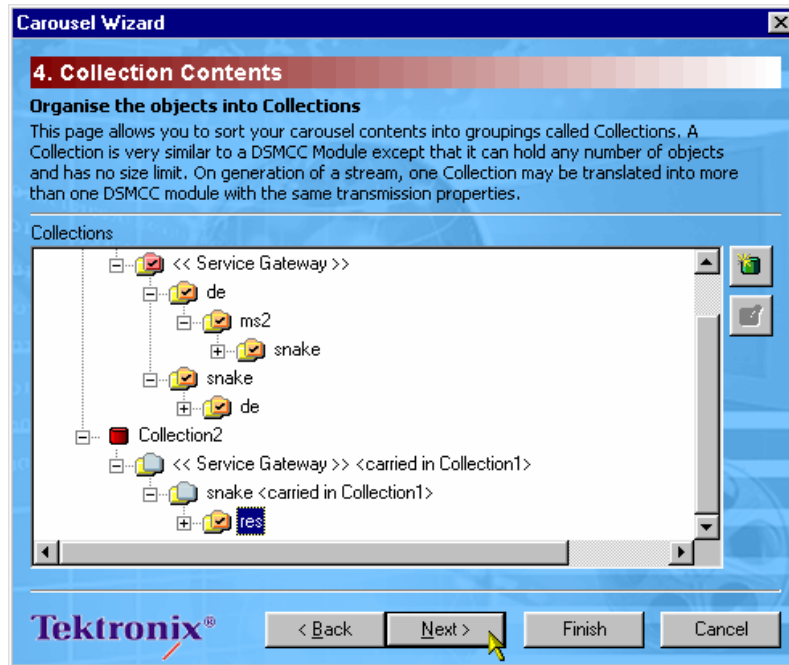 Carousel Wizard
4. Collection Contents
Organise the objects into Collections
This page allows you to sort your carousel contents into groupings called Collections. A
Collection is very similar to a DSMCC Module except that it can hold any number of objects
and has no size limit. On generation of a stream, one Collection may be translated into more
than one DSMCC module with the same transmission properties.
Collections
<< Service Gateway >>
de
ms2
snake
snake
de
Collection2
<< Service Gateway >> <carried in Collection1>
snake <carried in Collection1>
res
Tektronix®
< Back
Next >
Finish
Cancel